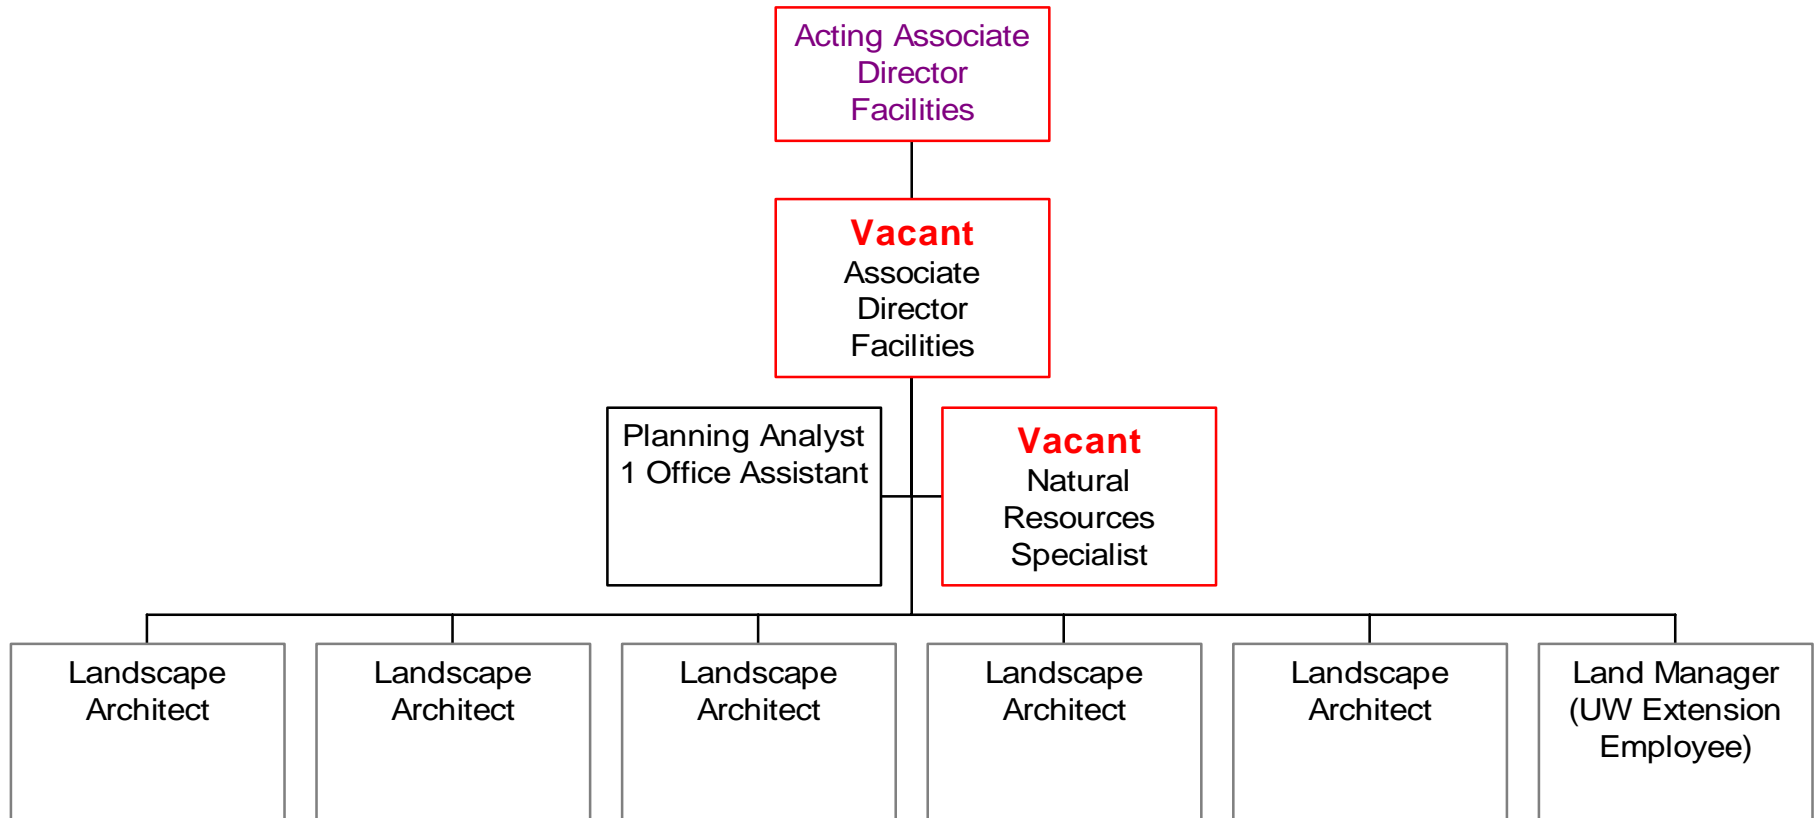 Acting Associate
Director
Facilities
Vacant
Associate
Director
Facilities
Planning Analyst
1 Office Assistant
Vacant
Natural
Resources
Specialist
Landscape
Architect
Landscape
Architect
Landscape
Architect
Landscape
Architect
Landscape
Architect
Land Manager
(UW Extension
Employee)